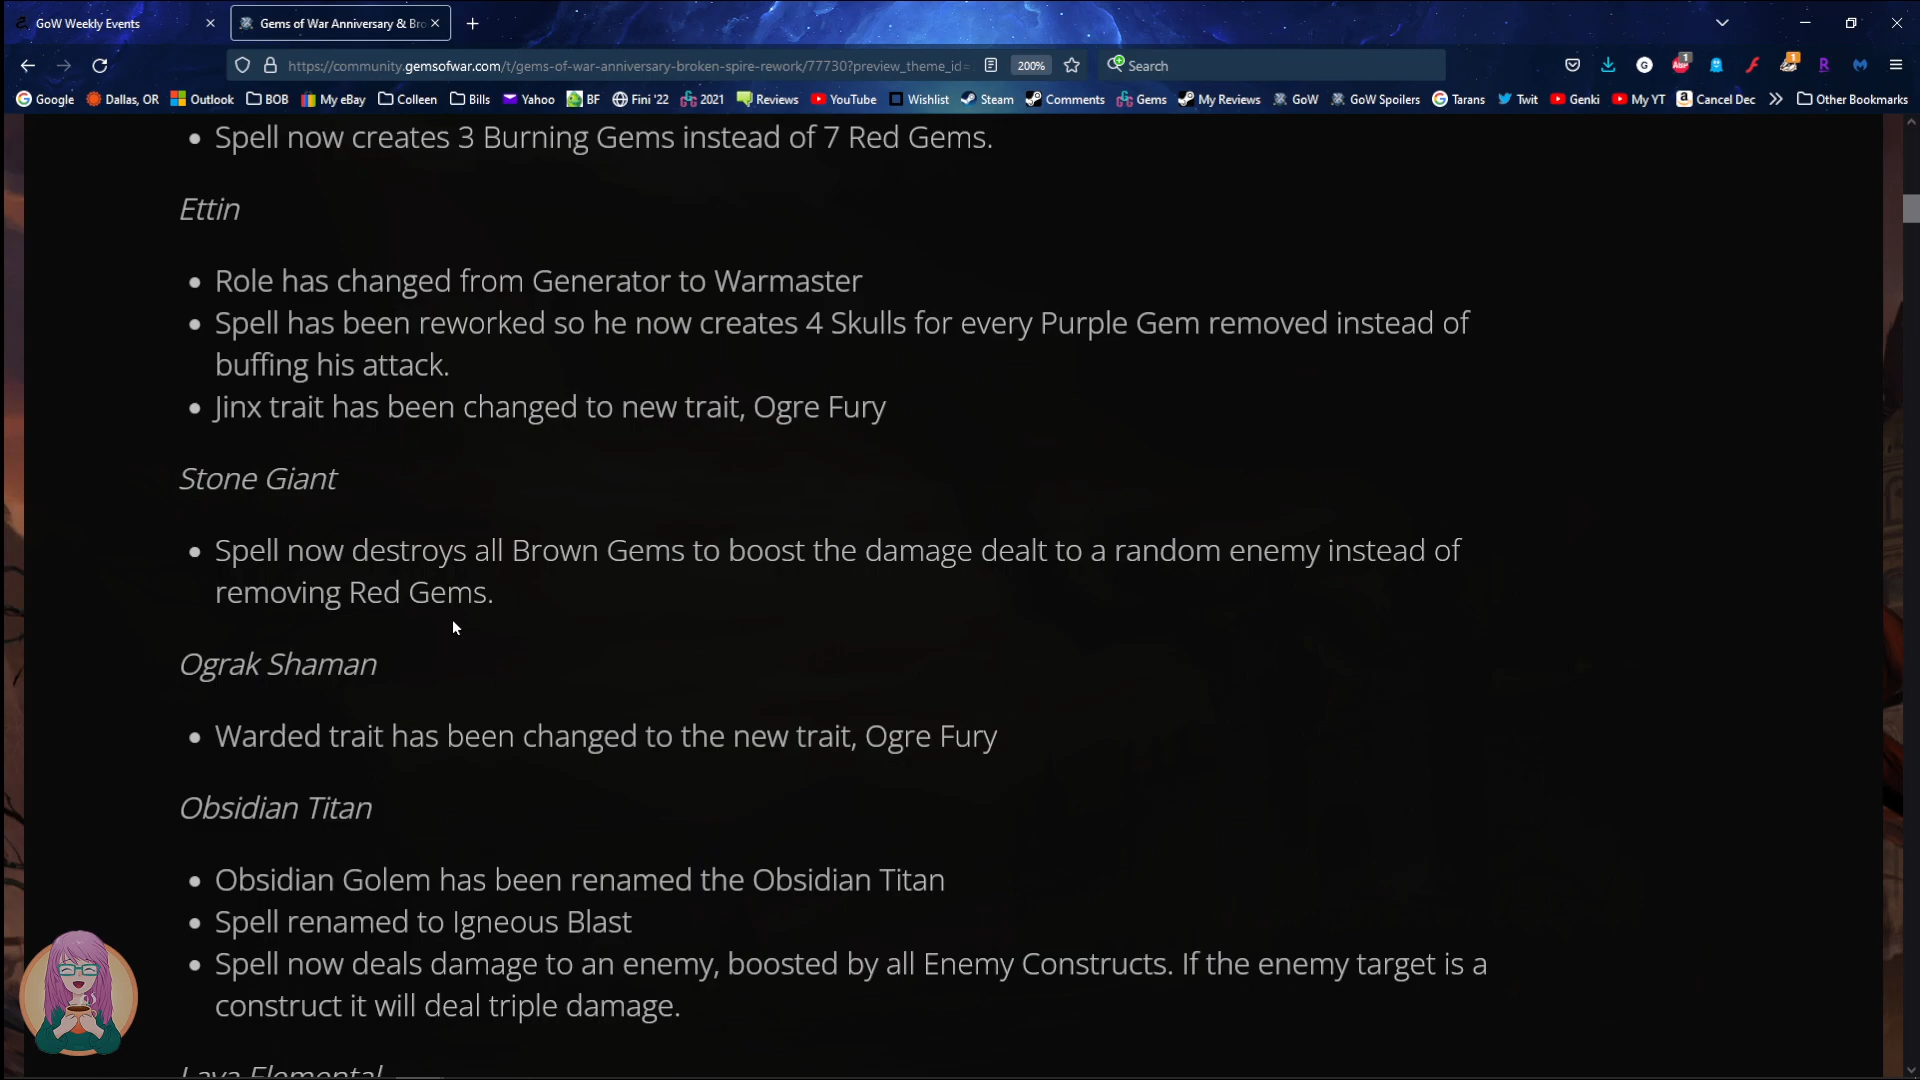 GoW Weekly Events
Gems of War Anniversary & Bro
https://community.gemsofwar.com/t/gems-of-war-anniversary-broken-spire-rework/77730?preview_theme_id=
200%
Search
1
1
Google
Dallas, OR
Outlook
BOB
My eBay
Colleen
Bills
Yahoo
BF
Fini '22
2021
Reviews
YouTube
Wishlist
Steam
Comments
Gems
My Reviews
GoW
GoW Spoilers
Tarans
Twit
Genki
My YT
Cancel Dec
Other Bookmarks
• Spell now creates 3 Burning Gems instead of 7 Red Gems.
Ettin
• Role has changed from Generator to Warmaster
• Spell has been reworked so he now creates 4 Skulls for every Purple Gem removed instead of
buffing his attack.
• Jinx trait has been changed to new trait, Ogre Fury
Stone Giant
• Spell now destroys all Brown Gems to boost the damage dealt to a random enemy instead of
removing Red Gems.
Ograk Shaman
• Warded trait has been changed to the new trait, Ogre Fury
Obsidian Titan
• Obsidian Golem has been renamed the Obsidian Titan
• Spell renamed to Igneous Blast
• Spell now deals damage to an enemy, boosted by all Enemy Constructs. If the enemy target is a
construct it will deal triple damage.
Lava Elemental